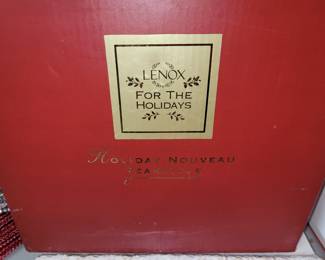 LENOX
FOR THE
HOLIDAYS
HOLIDAY NOUVEAU